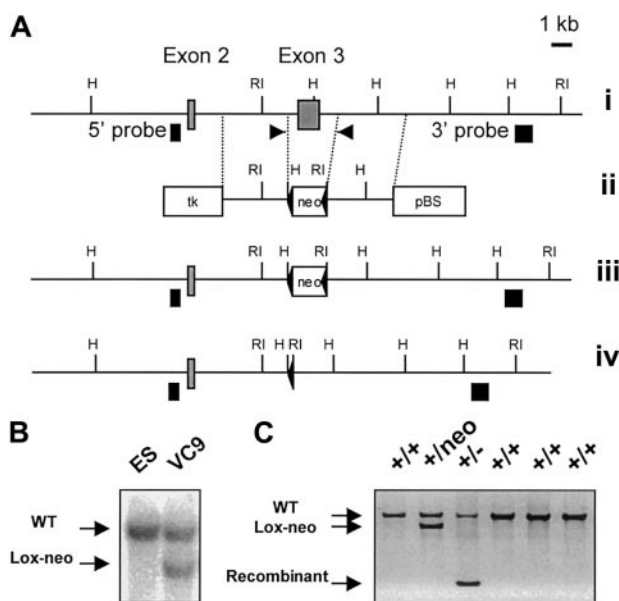 A
1 kb
Exon 2 Exon 3
H RI H H H H RI
i
5' probe 3' probe
RI H RI H
tk neo pBS
ii
H RI H RI H H H RI
neo
iii
H RI H RI H H H RI
iv
B
ES VC9
WT
Lox-neo
C
+/+ +/neo +/- +/+ +/+ +/+
WT
Lox-neo
Recombinant